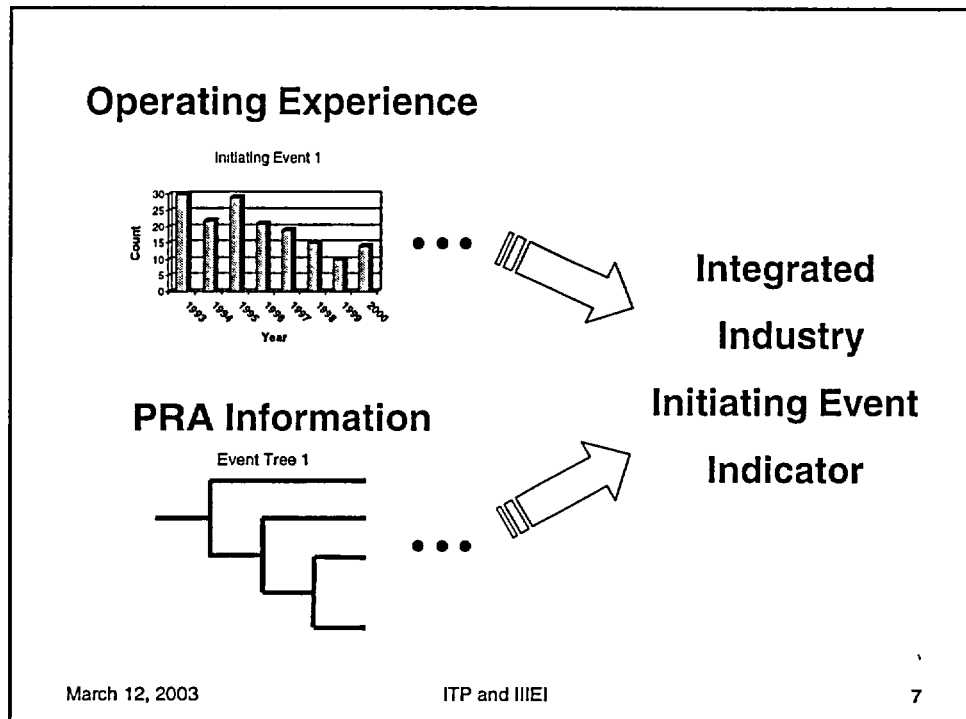 Operating Experience
Initiating Event 1
30
25
20
15
10
5
0
Count
1993
1994
1995
1996
1997
1998
1999
2000
Year
Integrated
Industry
Initiating Event
Indicator
PRA Information
Event Tree 1
March 12, 2003
ITP and IIIEI
7